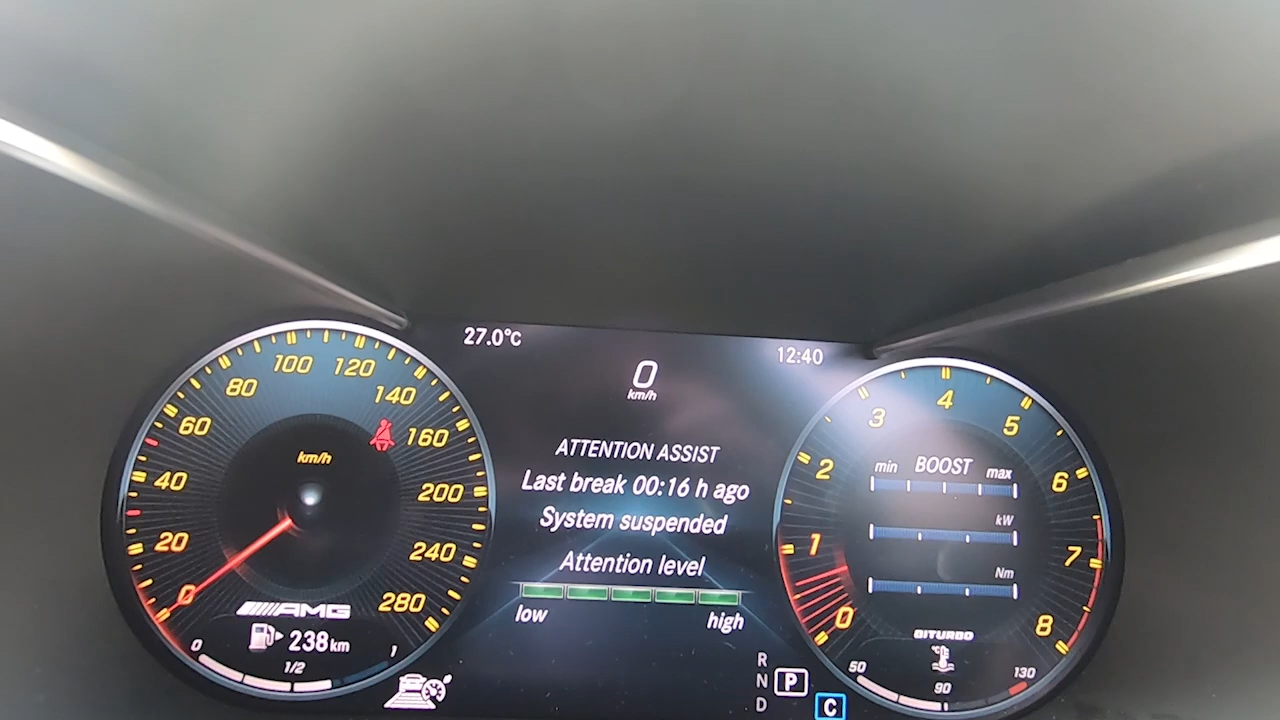 27.0°C
12:40
0
km/h
ATTENTION ASSIST
Last break 00:16 h ago
System suspended
Attention level
low
high
0
20
40
60
80
100
120
140
160
200
240
280
km/h
AMG
238 km
0
1/2
1
0
1
2
3
4
5
6
7
8
min
BOOST
max
kW
Nm
BITURBO
°C
50
90
130
R
N
P
D
C